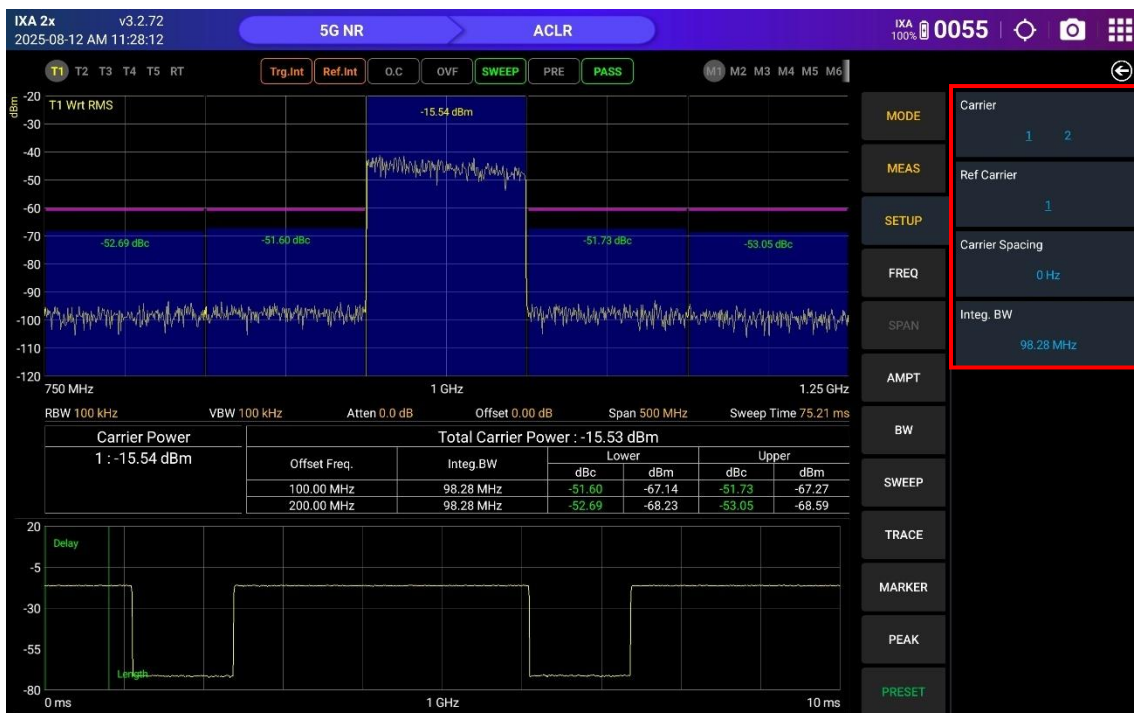 IXA 2x v3.2.72
2025-08-12 AM 11:28:12
5G NR
ACLR
IXA
100%
0055
T1 T2 T3 T4 T5 RT
Trg.Int Ref.Int O.C OVF SWEEP PRE PASS
M1 M2 M3 M4 M5 M6
dBm
T1 Wrt RMS
-15.54 dBm
-20
-30
-40
-50
-60
-70
-80
-90
-100
-110
-120
-52.69 dBc
-51.60 dBc
-51.73 dBc
-53.05 dBc
750 MHz
1 GHz
1.25 GHz
RBW 100 kHz VBW 100 kHz Atten 0.0 dB Offset 0.00 dB Span 500 MHz Sweep Time 75.21 ms
Carrier Power
1 : -15.54 dBm
Total Carrier Power : -15.53 dBm
Offset Freq. Integ.BW Lower Upper
dBc dBm dBc dBm
100.00 MHz 98.28 MHz -51.60 -67.14 -51.73 -67.27
200.00 MHz 98.28 MHz -52.69 -68.23 -53.05 -68.59
20
-5
-30
-55
-80
Delay
Length
0 ms
1 GHz
10 ms
MODE
MEAS
SETUP
FREQ
SPAN
AMPT
BW
SWEEP
TRACE
MARKER
PEAK
PRESET
Carrier
1 2
Ref Carrier
1
Carrier Spacing
0 Hz
Integ. BW
98.28 MHz